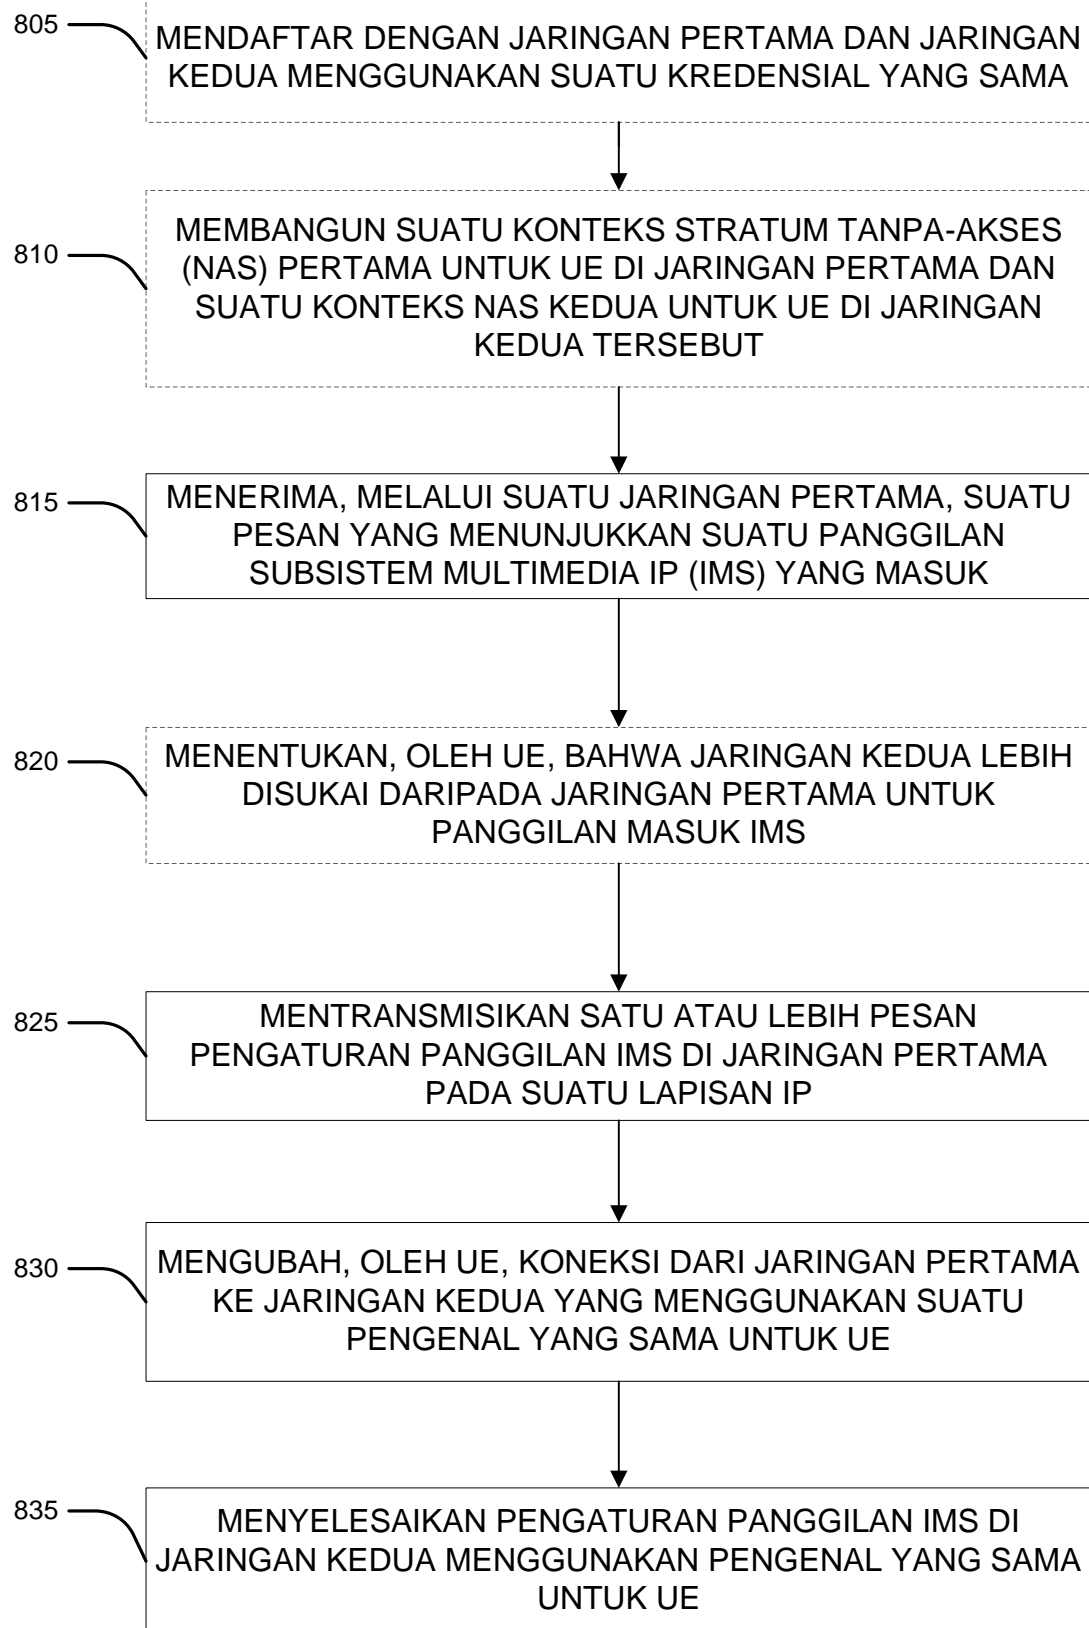 805
MENDAFTAR DENGAN JARINGAN PERTAMA DAN JARINGAN
KEDUA MENGGUNAKAN SUATU KREDENSIAL YANG SAMA
810
MEMBANGUN SUATU KONTEKS STRATUM TANPA-AKSES
(NAS) PERTAMA UNTUK UE DI JARINGAN PERTAMA DAN
SUATU KONTEKS NAS KEDUA UNTUK UE DI JARINGAN
KEDUA TERSEBUT
815
MENERIMA, MELALUI SUATU JARINGAN PERTAMA, SUATU
PESAN YANG MENUNJUKKAN SUATU PANGGILAN
SUBSISTEM MULTIMEDIA IP (IMS) YANG MASUK
820
MENENTUKAN, OLEH UE, BAHWA JARINGAN KEDUA LEBIH
DISUKAI DARIPADA JARINGAN PERTAMA UNTUK
PANGGILAN MASUK IMS
825
MENTRANSMISIKAN SATU ATAU LEBIH PESAN
PENGATURAN PANGGILAN IMS DI JARINGAN PERTAMA
PADA SUATU LAPISAN IP
830
MENGUBAH, OLEH UE, KONEKSI DARI JARINGAN PERTAMA
KE JARINGAN KEDUA YANG MENGGUNAKAN SUATU
PENGENAL YANG SAMA UNTUK UE
835
MENYELESAIKAN PENGATURAN PANGGILAN IMS DI
JARINGAN KEDUA MENGGUNAKAN PENGENAL YANG SAMA
UNTUK UE